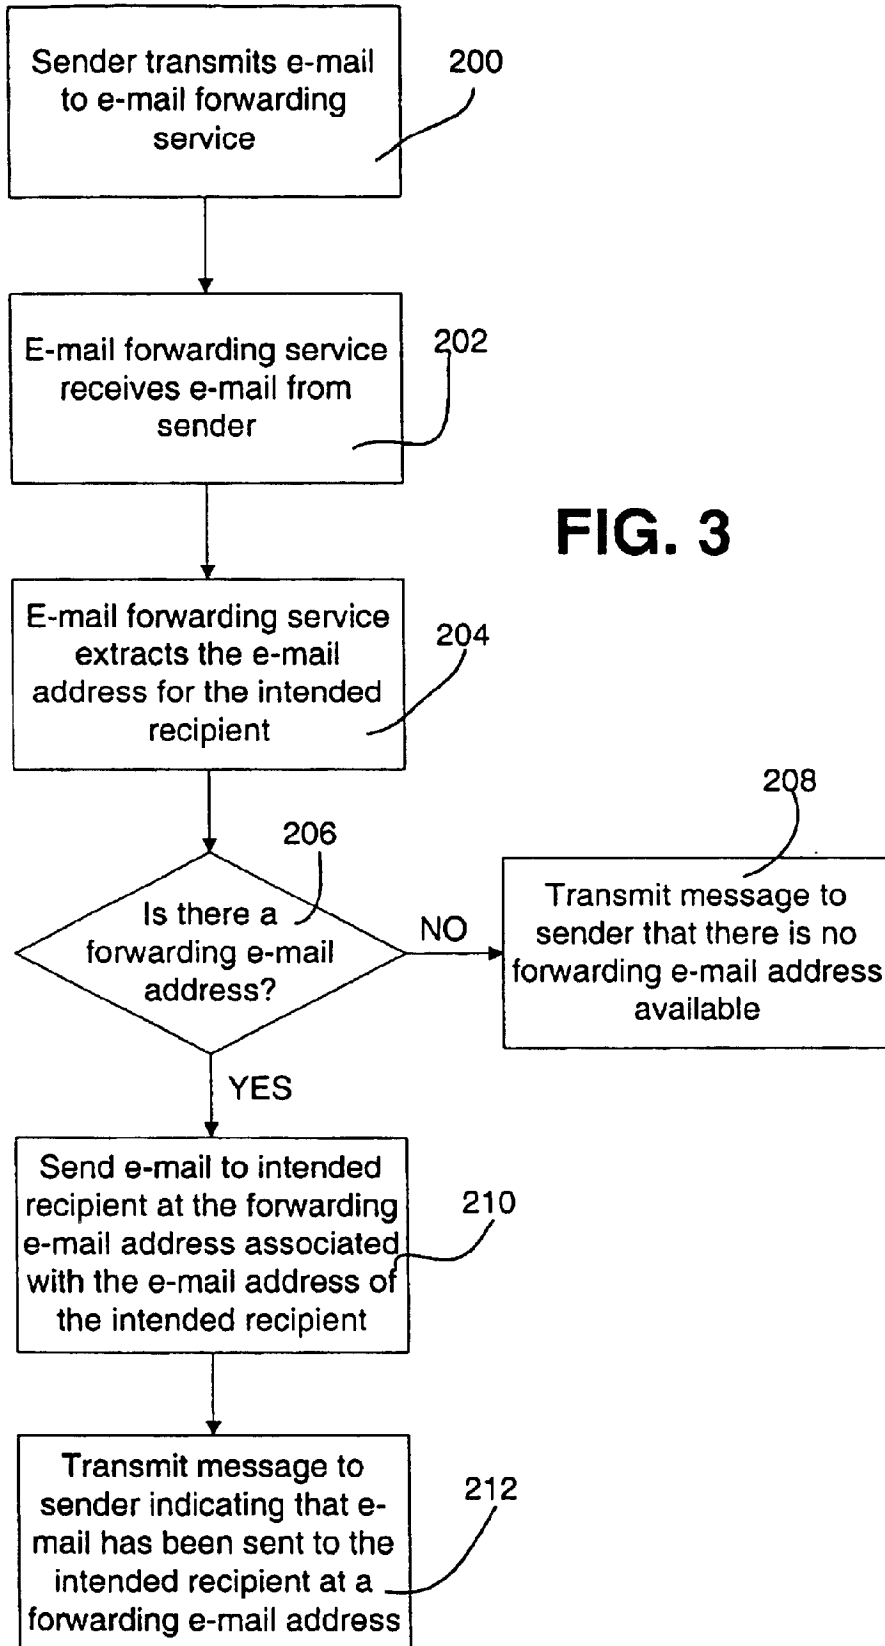 Sender transmits e-mail
to e-mail forwarding
service
200
E-mail forwarding service
receives e-mail from
sender
202
FIG. 3
E-mail forwarding service
extracts the e-mail
address for the intended
recipient
204
206
Is there a
forwarding e-mail
address?
NO
208
Transmit message to
sender that there is no
forwarding e-mail address
available
YES
Send e-mail to intended
recipient at the forwarding
e-mail address associated
with the e-mail address of
the intended recipient
210
Transmit message to
sender indicating that e-
mail has been sent to the
intended recipient at a
forwarding e-mail address
212